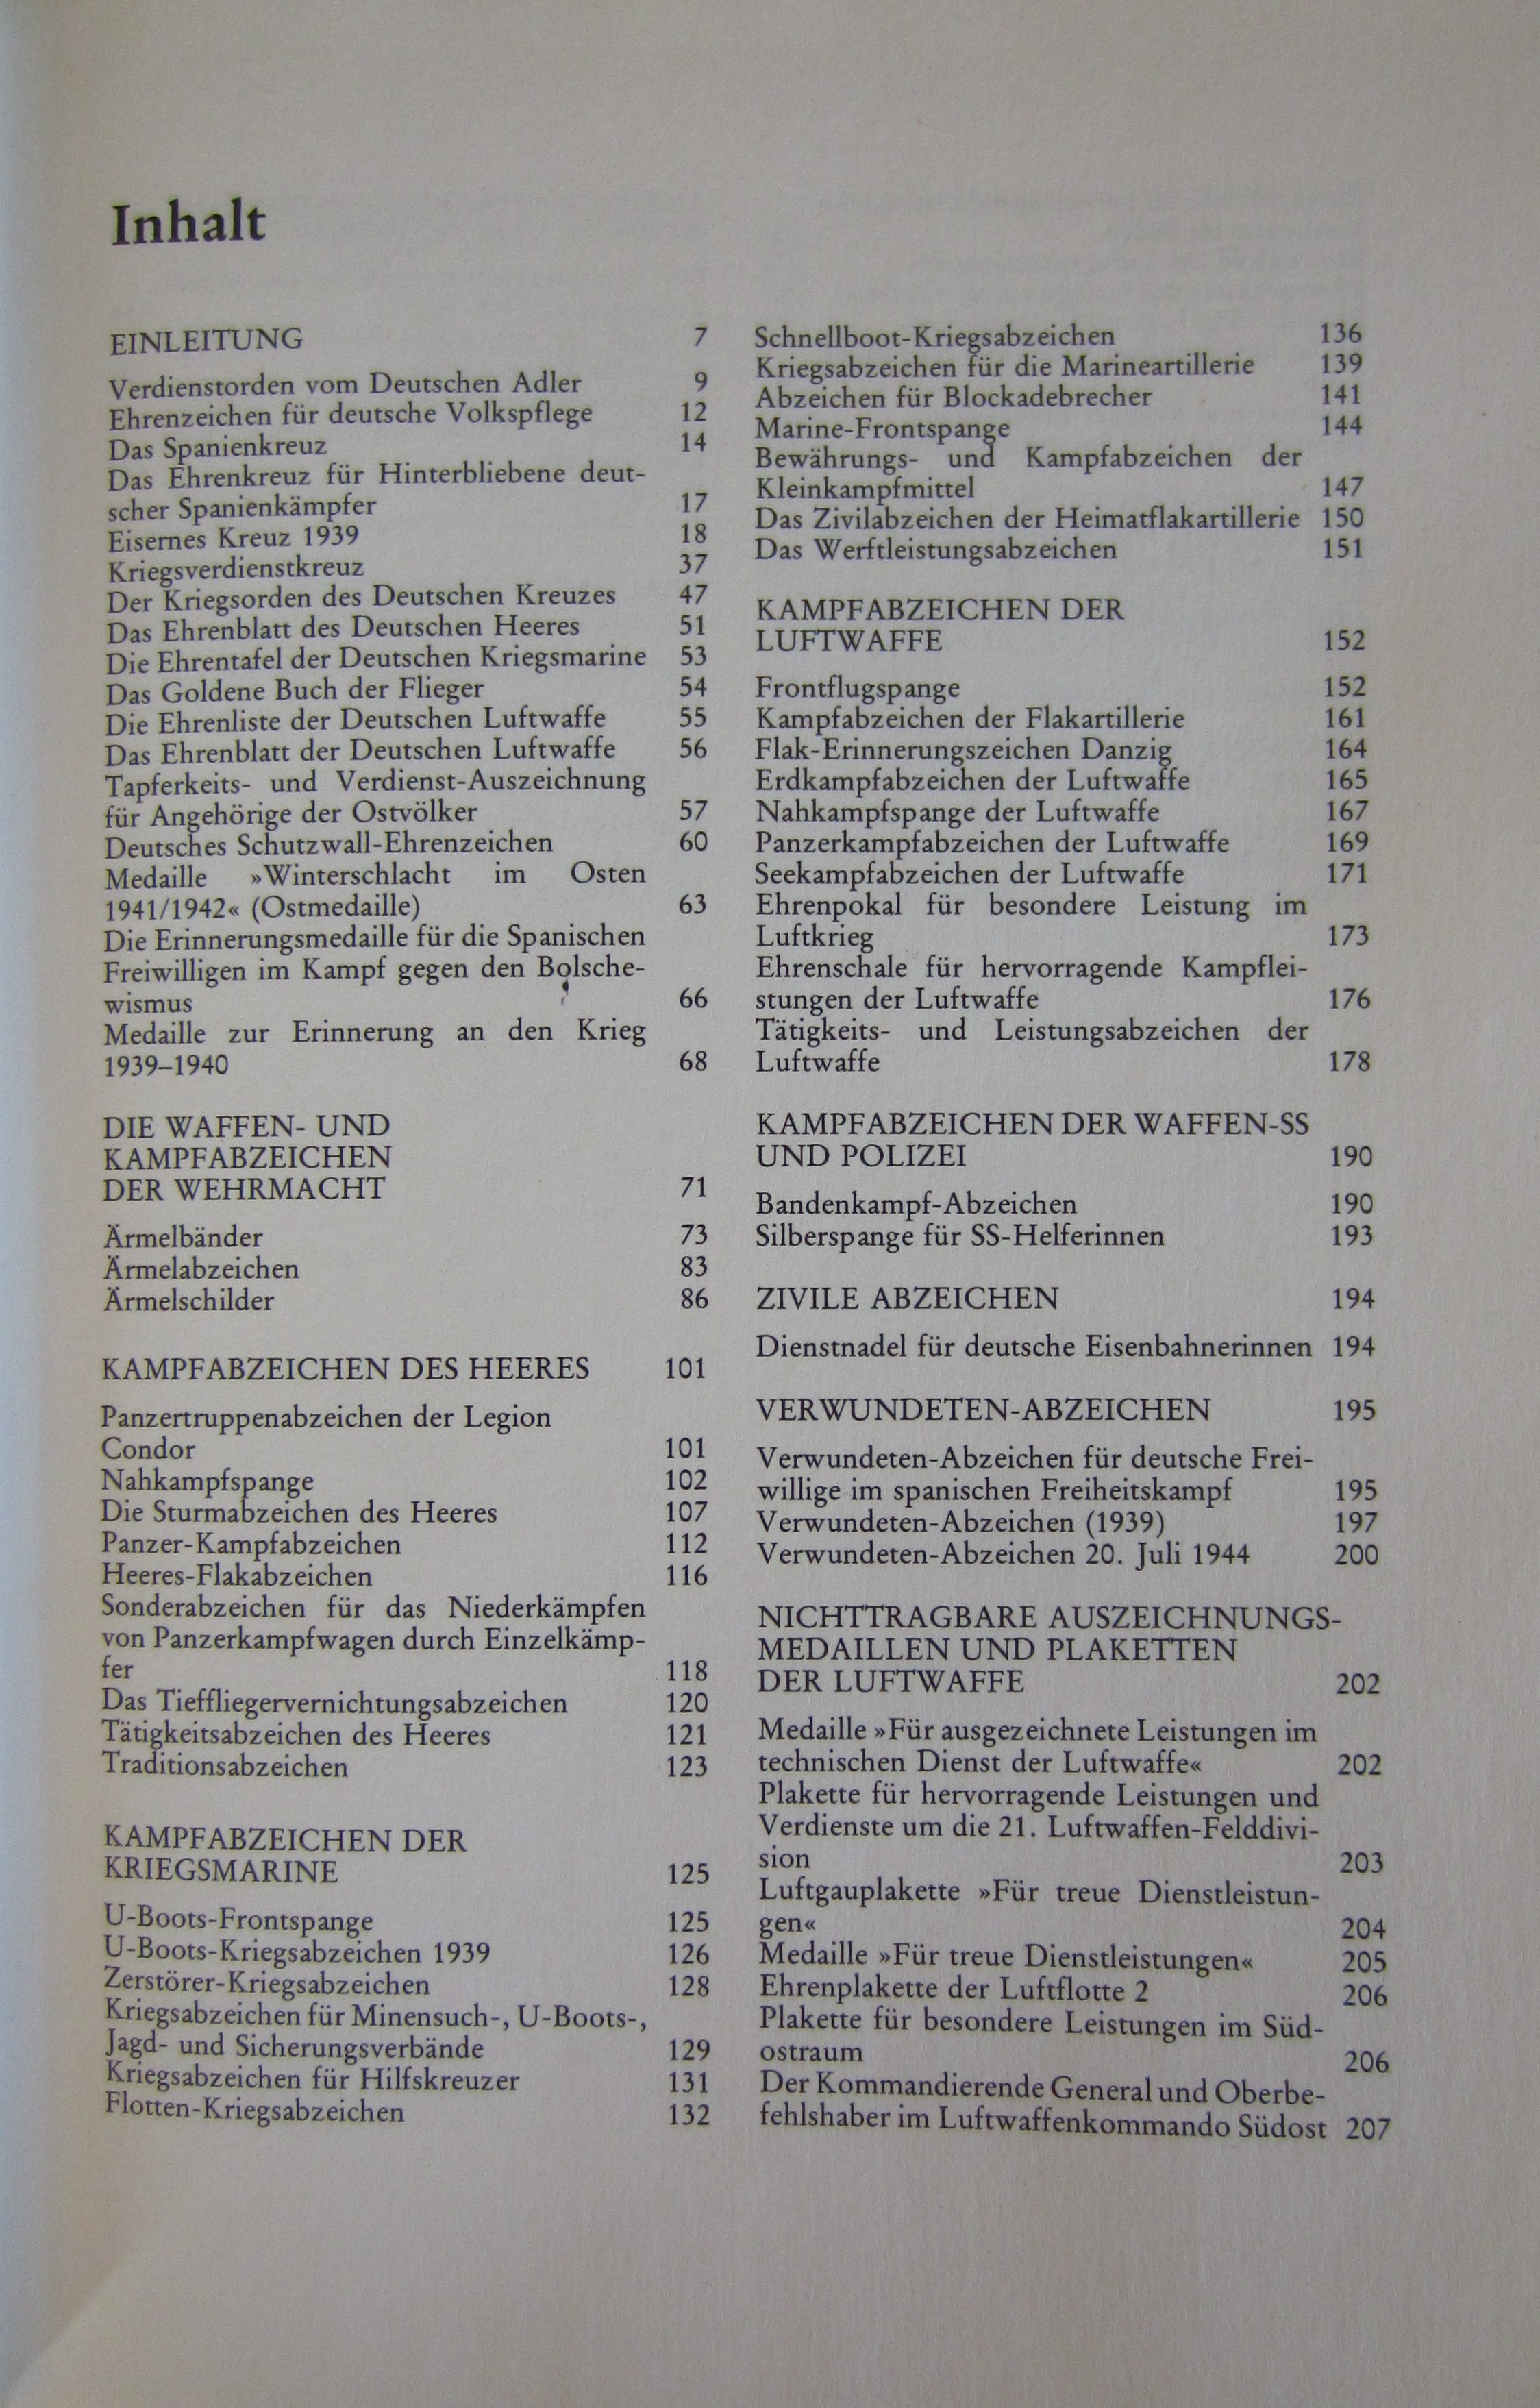 Inhalt
EINLEITUNG 7
Verdienstorden vom Deutschen Adler 9
Ehrenzeichen für deutsche Volkspflege 12
Das Spanienkreuz 14
Das Ehrenkreuz für Hinterbliebene deut-
scher Spanienkämpfer 17
Eisernes Kreuz 1939 18
Kriegsverdienstkreuz 37
Der Kriegsorden des Deutschen Kreuzes 47
Das Ehrenblatt des Deutschen Heeres 51
Die Ehrentafel der Deutschen Kriegsmarine 53
Das Goldene Buch der Flieger 54
Die Ehrenliste der Deutschen Luftwaffe 55
Das Ehrenblatt der Deutschen Luftwaffe 56
Tapferkeits- und Verdienst-Auszeichnung
für Angehörige der Ostvölker 57
Deutsches Schutzwall-Ehrenzeichen 60
Medaille »Winterschlacht im Osten
1941/1942« (Ostmedaille) 63
Die Erinnerungsmedaille für die Spanischen
Freiwilligen im Kampf gegen den Bolsche-
wismus 66
Medaille zur Erinnerung an den Krieg
1939–1940 68
DIE WAFFEN- UND
KAMPFABZEICHEN
DER WEHRMACHT 71
Ärmelbänder 73
Ärmelabzeichen 83
Ärmelschilder 86
KAMPFABZEICHEN DES HEERES 101
Panzertruppenabzeichen der Legion
Condor 101
Nahkampfspange 102
Die Sturmabzeichen des Heeres 107
Panzer-Kampfabzeichen 112
Heeres-Flakabzeichen 116
Sonderabzeichen für das Niederkämpfen
von Panzerkampfwagen durch Einzelkämp-
fer 118
Das Tieffliegervernichtungsabzeichen 120
Tätigkeitsabzeichen des Heeres 121
Traditionsabzeichen 123
KAMPFABZEICHEN DER
KRIEGSMARINE 125
U-Boots-Frontspange 125
U-Boots-Kriegsabzeichen 1939 126
Zerstörer-Kriegsabzeichen 128
Kriegsabzeichen für Minensuch-, U-Boots-,
Jagd- und Sicherungsverbände 129
Kriegsabzeichen für Hilfskreuzer 131
Flotten-Kriegsabzeichen 132
Schnellboot-Kriegsabzeichen 136
Kriegsabzeichen für die Marineartillerie 139
Abzeichen für Blockadebrecher 141
Marine-Frontspange 144
Bewährungs- und Kampfabzeichen der
Kleinkampfmittel 147
Das Zivilabzeichen der Heimatflakartillerie 150
Das Werftleistungsabzeichen 151
KAMPFABZEICHEN DER
LUFTWAFFE 152
Frontflugspange 152
Kampfabzeichen der Flakartillerie 161
Flak-Erinnerungszeichen Danzig 164
Erdkampfabzeichen der Luftwaffe 165
Nahkampfspange der Luftwaffe 167
Panzerkampfabzeichen der Luftwaffe 169
Seekampfabzeichen der Luftwaffe 171
Ehrenpokal für besondere Leistung im
Luftkrieg 173
Ehrenschale für hervorragende Kampflei-
stungen der Luftwaffe 176
Tätigkeits- und Leistungsabzeichen der
Luftwaffe 178
KAMPFABZEICHEN DER WAFFEN-SS
UND POLIZEI 190
Bandenkampf-Abzeichen 190
Silberspange für SS-Helferinnen 193
ZIVILE ABZEICHEN 194
Dienstnadel für deutsche Eisenbahnerinnen 194
VERWUNDETEN-ABZEICHEN 195
Verwundeten-Abzeichen für deutsche Frei-
willige im spanischen Freiheitskampf 195
Verwundeten-Abzeichen (1939) 197
Verwundeten-Abzeichen 20. Juli 1944 200
NICHTTRAGBARE AUSZEICHNUNGS-
MEDAILLEN UND PLAKETTEN
DER LUFTWAFFE 202
Medaille »Für ausgezeichnete Leistungen im
technischen Dienst der Luftwaffe« 202
Plakette für hervorragende Leistungen und
Verdienste um die 21. Luftwaffen-Felddivi-
sion 203
Luftgauplakette »Für treue Dienstleistun-
gen« 204
Medaille »Für treue Dienstleistungen« 205
Ehrenplakette der Luftflotte 2 206
Plakette für besondere Leistungen im Süd-
ostraum 206
Der Kommandierende General und Oberbe-
fehlshaber im Luftwaffenkommando Südost 207